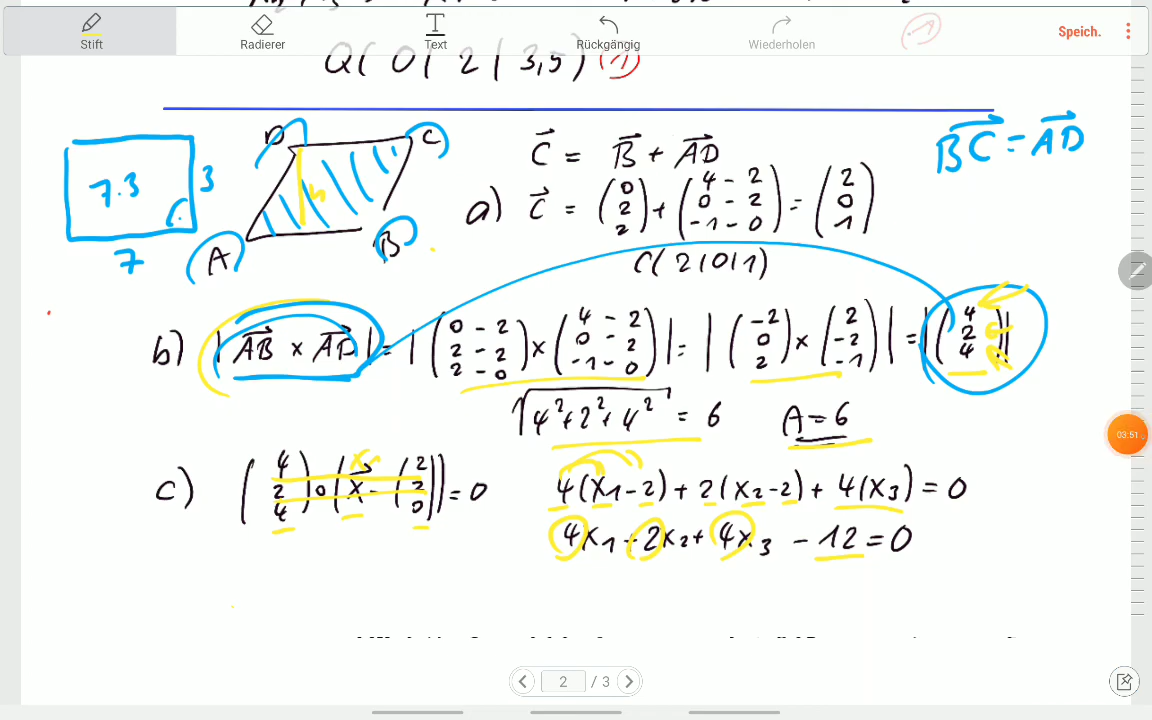 Stift Radierer Text Rückgängig Wiederholen Speich.
Q( 0 | 2 | 3,5 ) (1)
7.3 3
7
D C
h
A B
C⃗ = B⃗ + AD⃗
BC⃗ = AD⃗
a) C⃗ = (0 2 2) + (4 - 2 0 - 2 -1 - 0) = (2 0 1)
C( 2 | 0 | 1 )
b) | AB⃗ × AD⃗ | = | (0 - 2 2 - 2 2 - 0) × (4 - 2 0 - 2 -1 - 0) | = | (-2 0 2) × (2 -2 -1) | = | (4 2 4) |
√4²+2²+4² = 6 A = 6
c) (4 2 4) o (x⃗ - (2 2 0)) = 0 4(x₁-2) + 2(x₂-2) + 4(x₃) = 0
4x₁ + 2x₂ + 4x₃ - 12 = 0
03:51
2 / 3